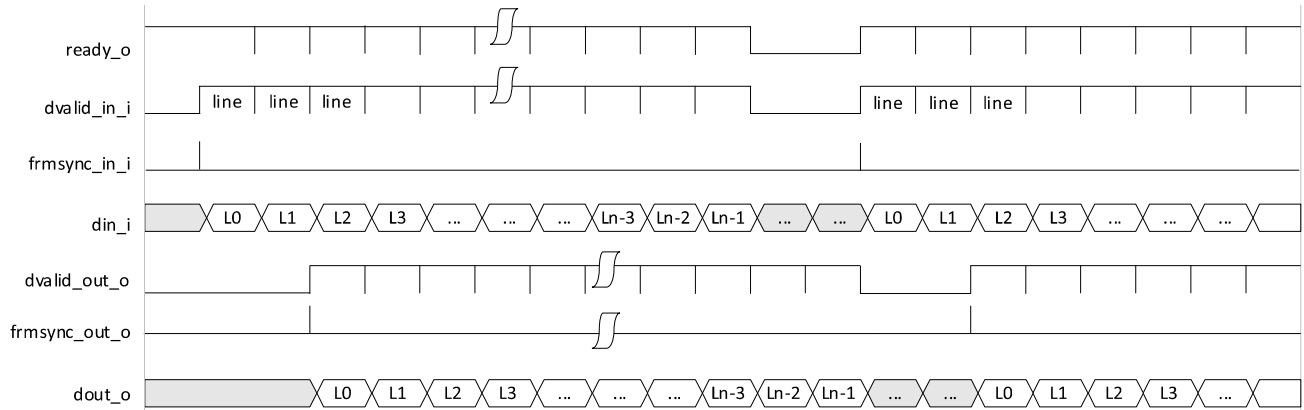 ready_o
dvalid_in_i line line line line line line
frmsync_in_i
din_i L0 L1 L2 L3 ... ... ... Ln-3 Ln-2 Ln-1 ... ... L0 L1 L2 L3 ... ... ...
dvalid_out_o
frmsync_out_o
dout_o L0 L1 L2 L3 ... ... ... Ln-3 Ln-2 Ln-1 ... ... L0 L1 L2 L3 ...